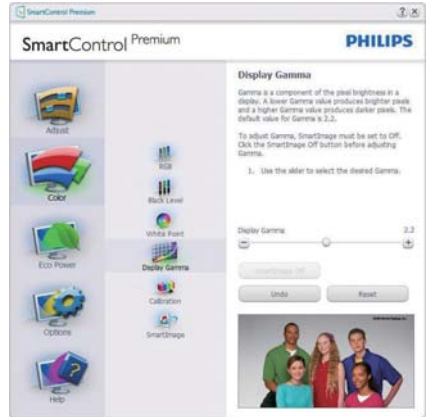 SmartControl Premium
SmartControl Premium
PHILIPS
Adjust
Color
Eco Power
Options
Help
RGB
Black Level
White Point
Display Gamma
Calibration
SmartImage
Display Gamma
Gamma is a component of the pixel brightness in a
display. A lower Gamma value produces brighter pixels
and a higher Gamma value produces darker pixels. The
default value for Gamma is 2.2.
To adjust Gamma, SmartImage must be set to Off.
Click the SmartImage Off button before adjusting
Gamma.
1. Use the slider to select the desired Gamma.
Display Gamma 2.2
SmartImage Off
Undo Reset